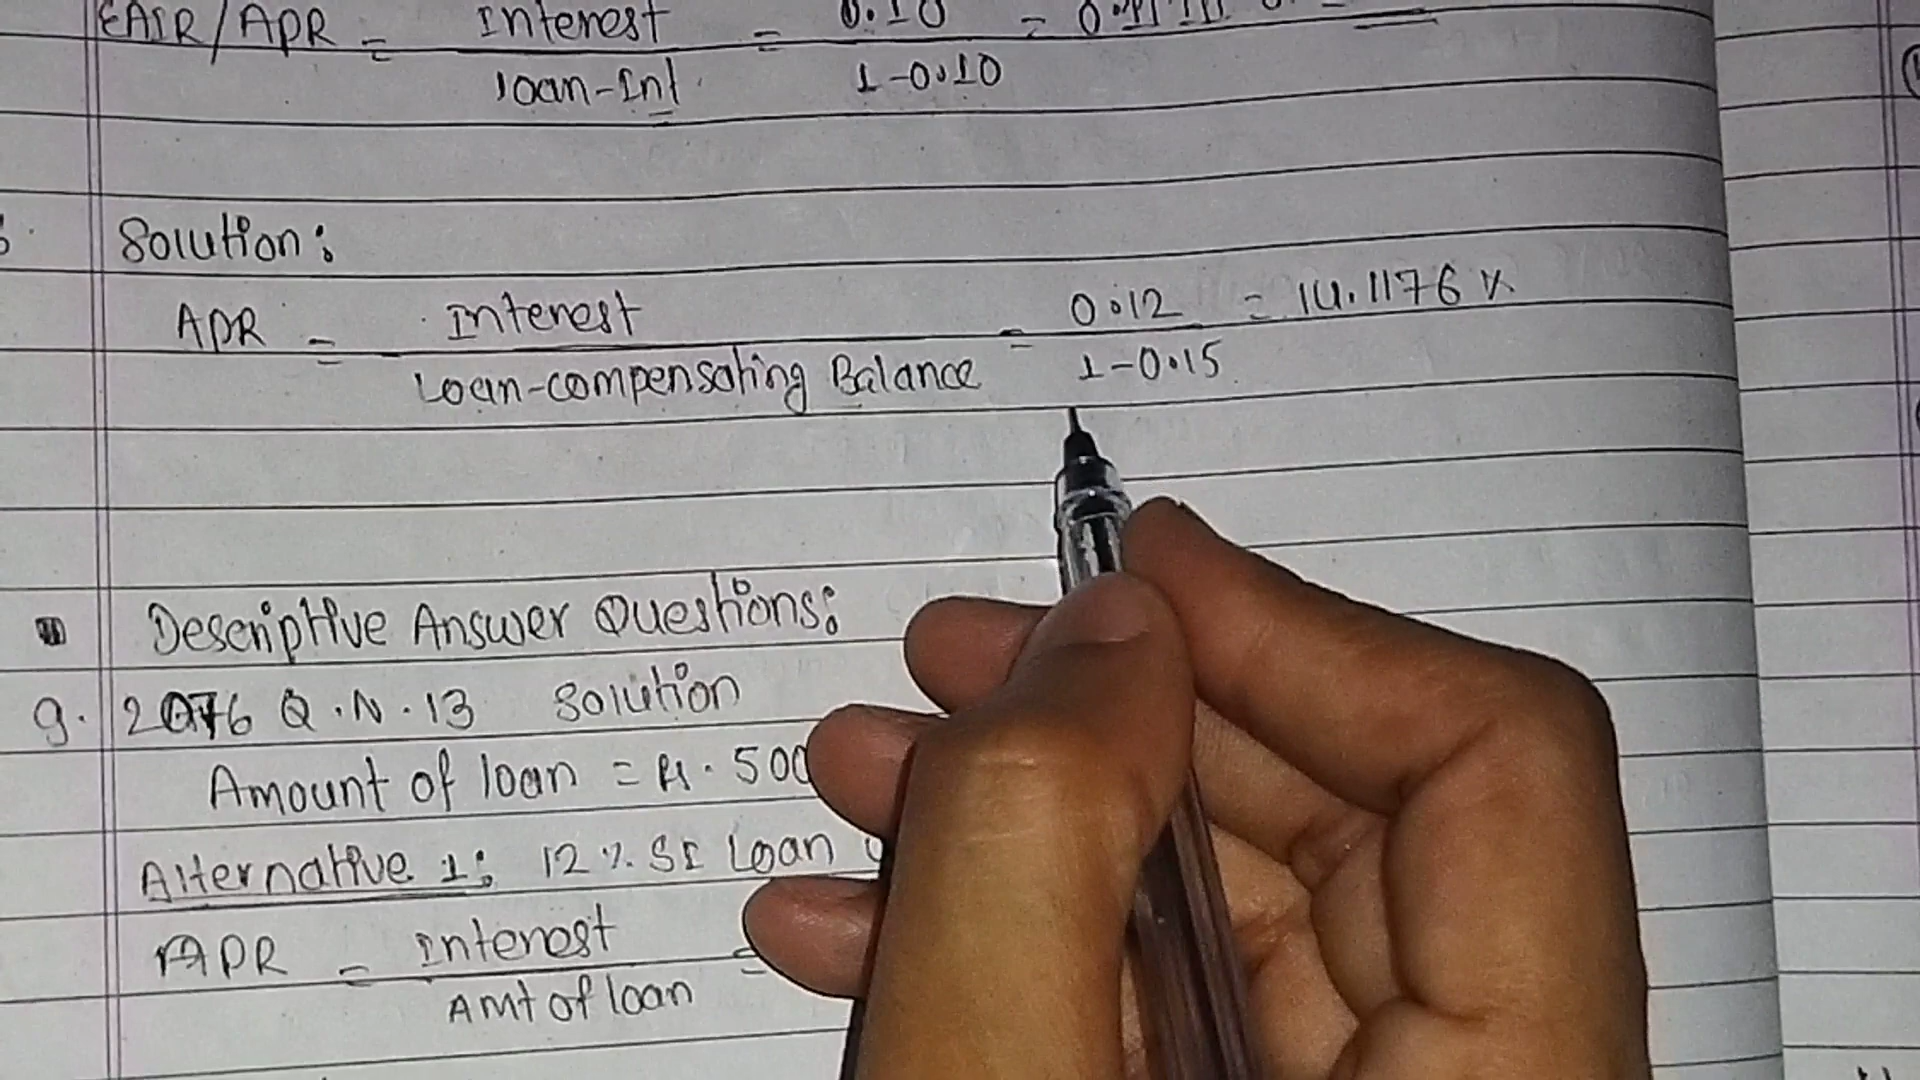 EAIR/APR = Interest / loan-Int = 0.10 / 1-0.10 =
Solution:
APR = Interest / Loan-compensating Balance = 0.12 / 1-0.15 = 14.1176%
Descriptive Answer Questions:
9. 2076 Q.N.13 Solution
Amount of loan = Rs. 500
Alternative 1: 12% SI Loan
APR = Interest / Amt of loan =